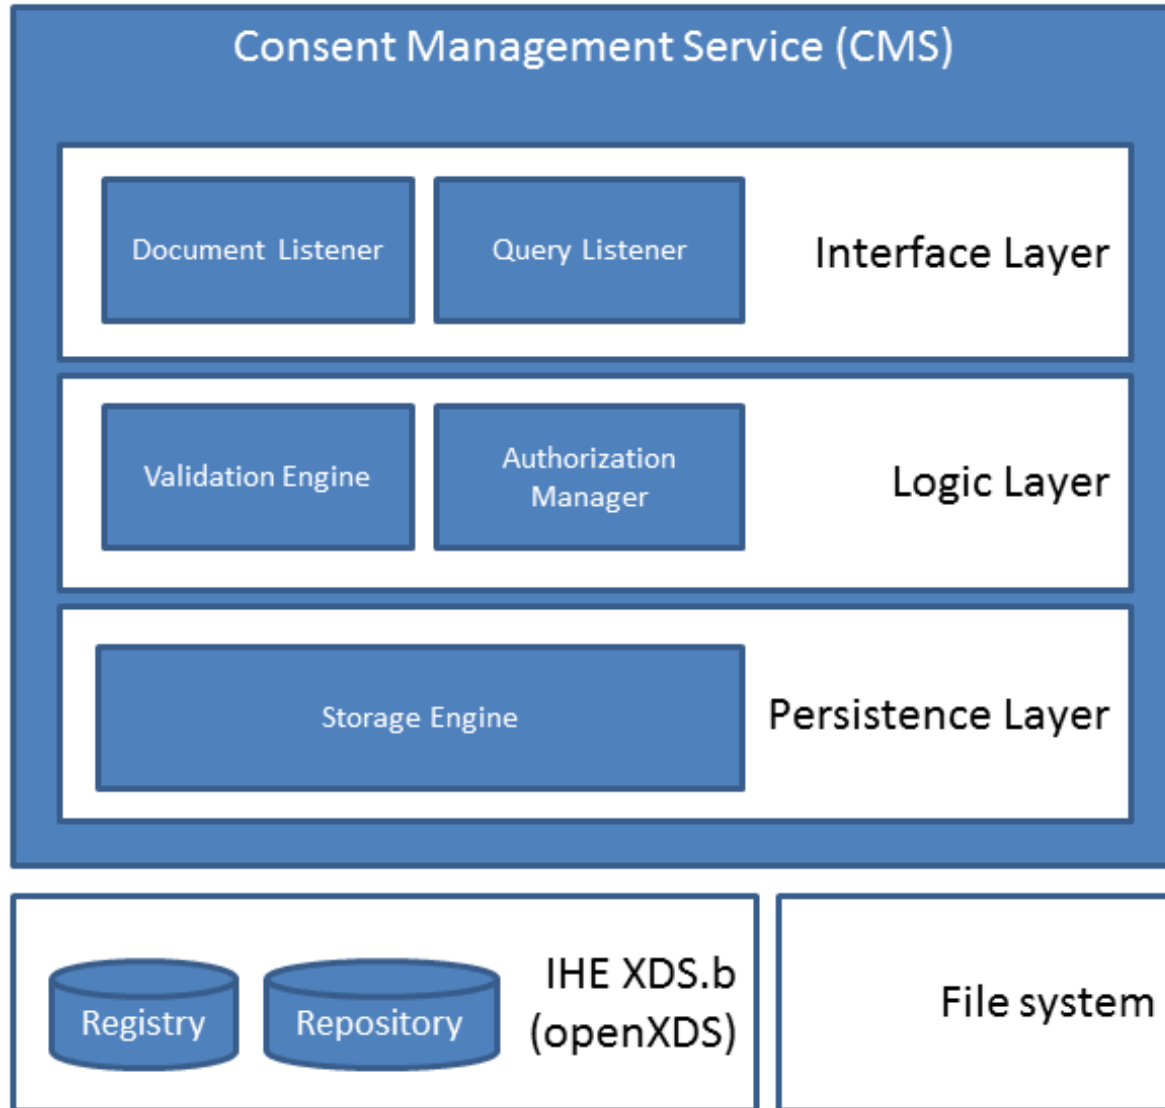 Consent Management Service (CMS)
Document Listener
Query Listener
Interface Layer
Validation Engine
Authorization
Manager
Logic Layer
Storage Engine
Persistence Layer
Registry
Repository
IHE XDS.b
(openXDS)
File system